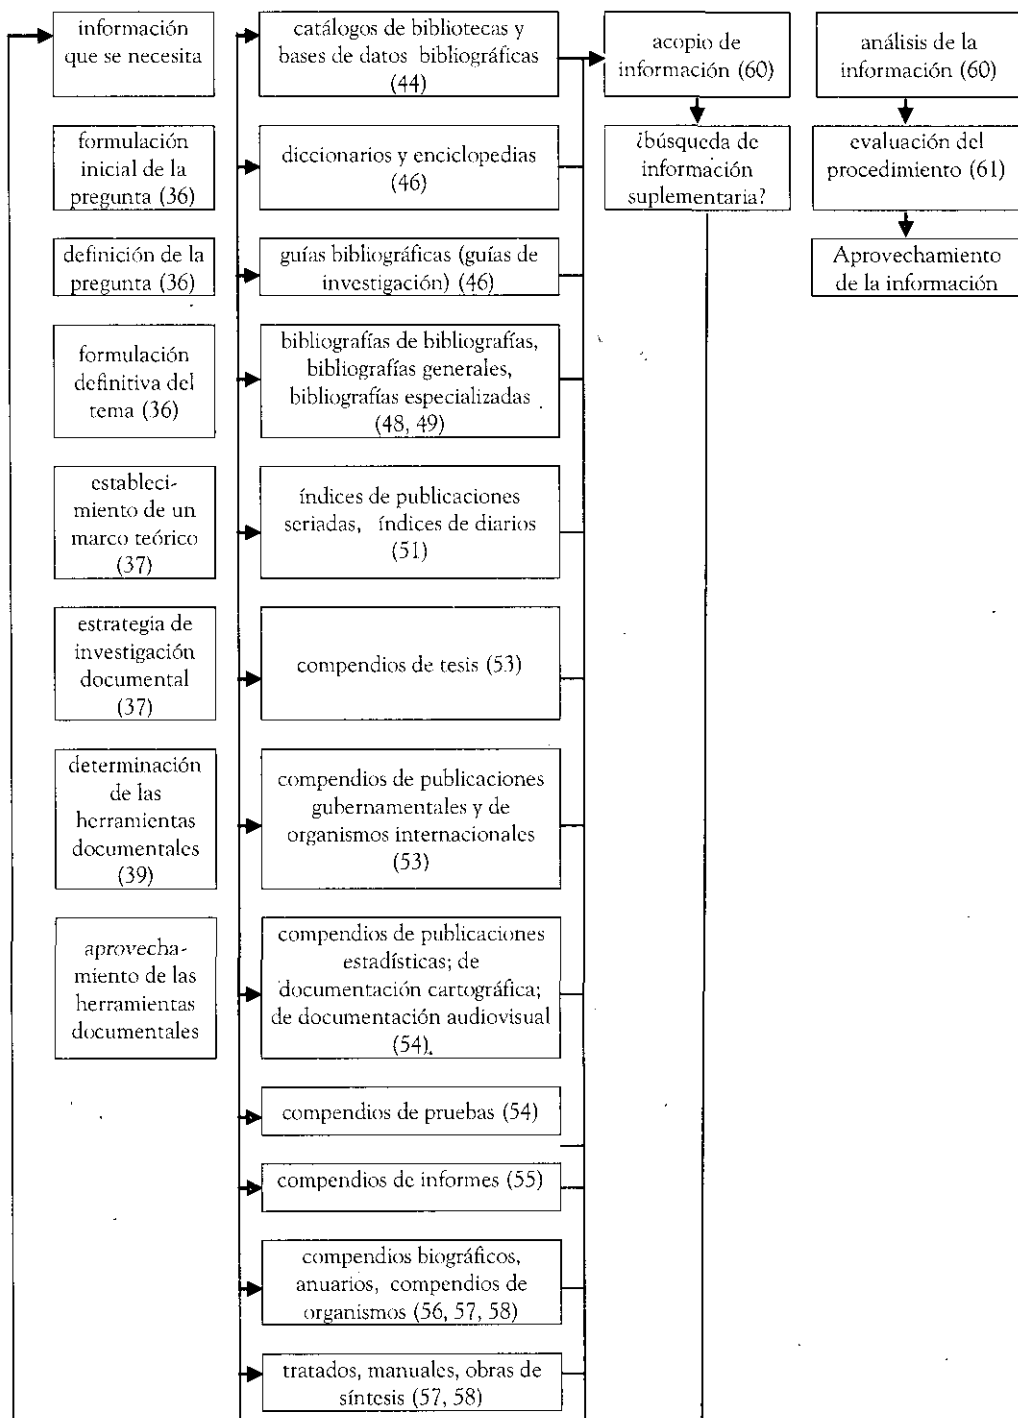 información
que se necesita
formulación
inicial de la
pregunta (36)
definición de la
pregunta (36)
formulación
definitiva del
tema (36)
estableci-
miento de un
marco teórico
(37)
estrategia de
investigación
documental
(37)
determinación
de las
herramientas
documentales
(39)
aprovecha-
miento de las
herramientas
documentales
catálogos de bibliotecas y
bases de datos bibliográficas
(44)
diccionarios y enciclopedias
(46)
guías bibliográficas (guías de
investigación) (46)
bibliografías de bibliografías,
bibliografías generales,
bibliografías especializadas
(48, 49)
índices de publicaciones
seriadas, índices de diarios
(51)
compendios de tesis (53)
compendios de publicaciones
gubernamentales y de
organismos internacionales
(53)
compendios de publicaciones
estadísticas; de
documentación cartográfica;
de documentación audiovisual
(54).
compendios de pruebas (54)
compendios de informes (55)
compendios biográficos,
anuarios, compendios de
organismos (56, 57, 58)
tratados, manuales, obras de
síntesis (57, 58)
acopio de
información (60)
¿búsqueda de
información
suplementaria?
análisis de la
información (60)
evaluación del
procedimiento (61)
Aprovechamiento
de la información